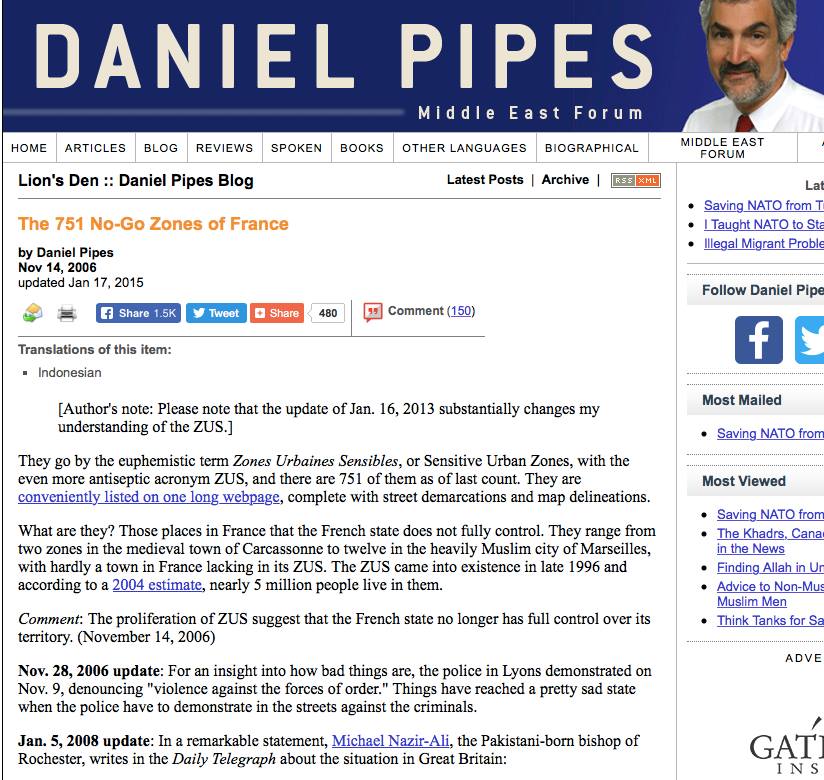 DANIEL PIPES
Middle East Forum
HOME ARTICLES BLOG REVIEWS SPOKEN BOOKS OTHER LANGUAGES BIOGRAPHICAL MIDDLE EAST
FORUM
Lion's Den :: Daniel Pipes Blog
Latest Posts | Archive | RSS XML
The 751 No-Go Zones of France
by Daniel Pipes
Nov 14, 2006
updated Jan 17, 2015
Share 1.5K Tweet Share 480 Comment (150)
Translations of this item:
Indonesian
[Author's note: Please note that the update of Jan. 16, 2013 substantially changes my
understanding of the ZUS.]
They go by the euphemistic term Zones Urbaines Sensibles, or Sensitive Urban Zones, with the
even more antiseptic acronym ZUS, and there are 751 of them as of last count. They are
conveniently listed on one long webpage, complete with street demarcations and map delineations.
What are they? Those places in France that the French state does not fully control. They range from
two zones in the medieval town of Carcassonne to twelve in the heavily Muslim city of Marseilles,
with hardly a town in France lacking in its ZUS. The ZUS came into existence in late 1996 and
according to a 2004 estimate, nearly 5 million people live in them.
Comment: The proliferation of ZUS suggest that the French state no longer has full control over its
territory. (November 14, 2006)
Nov. 28, 2006 update: For an insight into how bad things are, the police in Lyons demonstrated on
Nov. 9, denouncing "violence against the forces of order." Things have reached a pretty sad state
when the police have to demonstrate in the streets against the criminals.
Jan. 5, 2008 update: In a remarkable statement, Michael Nazir-Ali, the Pakistani-born bishop of
Rochester, writes in the Daily Telegraph about the situation in Great Britain:
Lat
Saving NATO from T
I Taught NATO to Sta
Illegal Migrant Proble
Follow Daniel Pipe
Most Mailed
Saving NATO from
Most Viewed
Saving NATO from
The Khadrs, Cana
in the News
Finding Allah in Un
Advice to Non-Mus
Muslim Men
Think Tanks for Sa
ADVE
GAT
INS